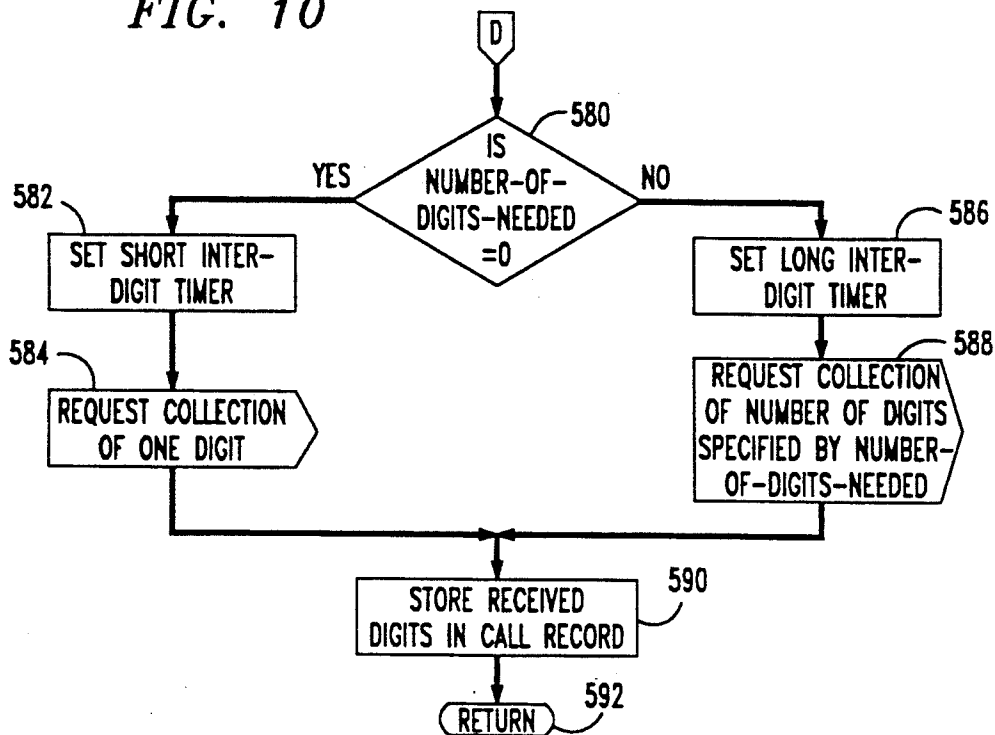 FIG. 10
D
580
IS
NUMBER-OF-
DIGITS-NEEDED
=0
YES
NO
582
SET SHORT INTER-
DIGIT TIMER
586
SET LONG INTER-
DIGIT TIMER
584
REQUEST COLLECTION
OF ONE DIGIT
588
REQUEST COLLECTION
OF NUMBER OF DIGITS
SPECIFIED BY NUMBER-
OF-DIGITS-NEEDED
590
STORE RECEIVED
DIGITS IN CALL RECORD
RETURN
592